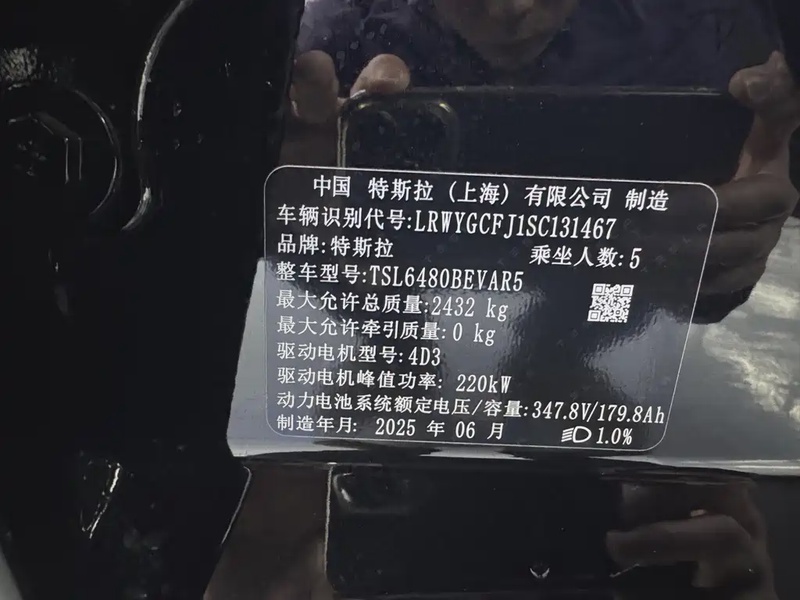 中国 特斯拉（上海）有限公司 制造
车辆识别代号:LRWYGCFJ1SC131467
品牌:特斯拉 乘坐人数:5
整车型号:TSL6480BEVAR5
最大允许总质量:2432 kg
最大允许牵引质量:0 kg
驱动电机型号:4D3
驱动电机峰值功率: 220kW
动力电池系统额定电压/容量:347.8V/179.8Ah
制造年月: 2025 年 06 月 1.0%